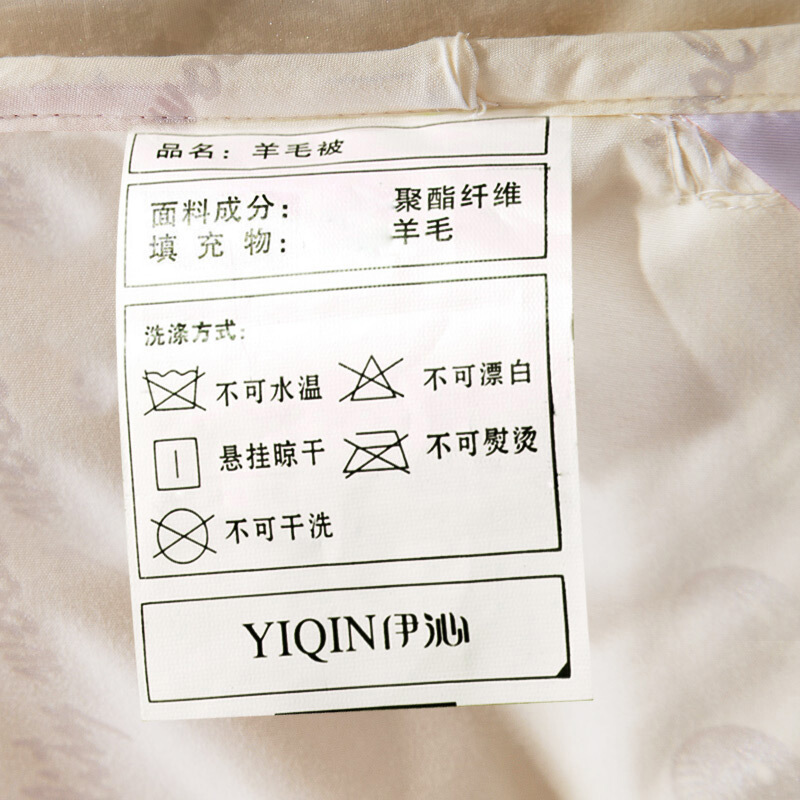 品名：羊毛被
面料成分：　聚酯纤维
填充物：　羊毛
洗涤方式：
不可水温　不可漂白
悬挂晾干　不可熨烫
不可干洗
YIQIN伊沁